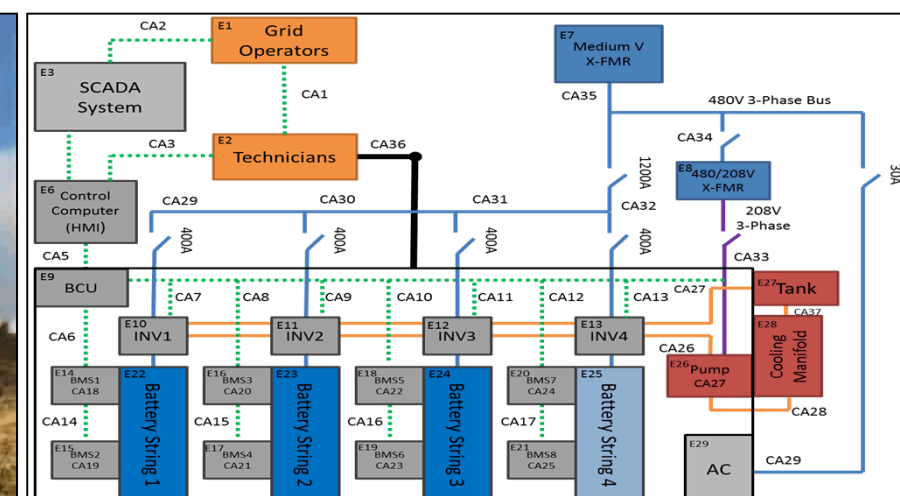 CA2
E1
Grid
Operators
E7
Medium V
X-FMR
E3
SCADA
System
CA1
CA35
480V 3-Phase Bus
CA3
E2
Technicians
CA36
CA34
1200A
E8
480/208V
X-FMR
30A
E6
Control
Computer
(HMI)
CA29
CA30
CA31
CA32
208V
3-Phase
400A
400A
400A
400A
CA5
CA33
E9
BCU
CA7
CA8
CA9
CA10
CA11
CA12
CA13
CA27
E27
Tank
CA37
CA6
E10
INV1
E11
INV2
E12
INV3
E13
INV4
E28
Cooling
Manifold
CA26
E26
Pump
CA27
E14
BMS1
CA18
E22
Battery String 1
E16
BMS3
CA20
E23
Battery String 2
E18
BMS5
CA22
E24
Battery String 3
E20
BMS7
CA24
E25
Battery String 4
CA28
CA14
CA15
CA16
CA17
E15
BMS2
CA19
E17
BMS4
CA21
E19
BMS6
CA23
E21
BMS8
CA25
E29
AC
CA29